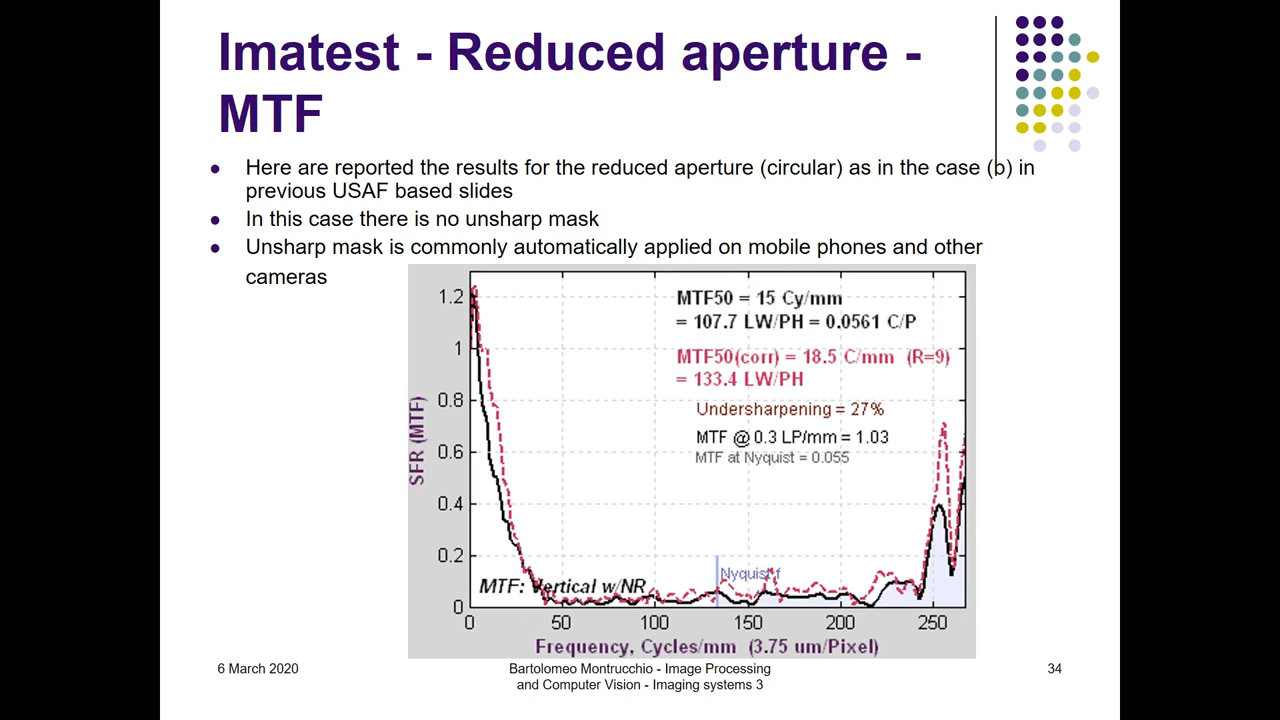 Imatest - Reduced aperture -
MTF
Here are reported the results for the reduced aperture (circular) as in the case (b) in
previous USAF based slides
In this case there is no unsharp mask
Unsharp mask is commonly automatically applied on mobile phones and other
cameras
MTF50 = 15 Cy/mm
= 107.7 LW/PH = 0.0561 C/P
MTF50(corr) = 18.5 C/mm (R=9)
= 133.4 LW/PH
Undersharpening = 27%
MTF @ 0.3 LP/mm = 1.03
MTF at Nyquist = 0.055
SFR (MTF)
1.2
1
0.8
0.6
0.4
0.2
0
Nyquist f
MTF: Vertical w/NR
0 50 100 150 200 250
Frequency, Cycles/mm (3.75 um/Pixel)
6 March 2020
Bartolomeo Montrucchio - Image Processing
and Computer Vision - Imaging systems 3
34